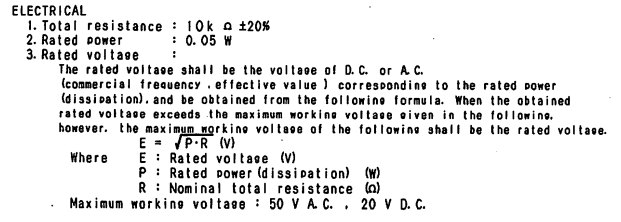 ELECTRICAL
1. Total resistance : 10k Ω ±20%
2. Rated power : 0.05 W
3. Rated voltage :
The rated voltage shall be the voltage of D.C. or A.C.
(commercial frequency, effective value) corresponding to the rated power
(dissipation), and be obtained from the following formula. When the obtained
rated voltage exceeds the maximum working voltage given in the following,
however, the maximum working voltage of the following shall be the rated voltage.
E = √P·R (V)
Where E : Rated voltage (V)
P : Rated power (dissipation) (W)
R : Nominal total resistance (Ω)
Maximum working voltage : 50 V A.C. , 20 V D.C.